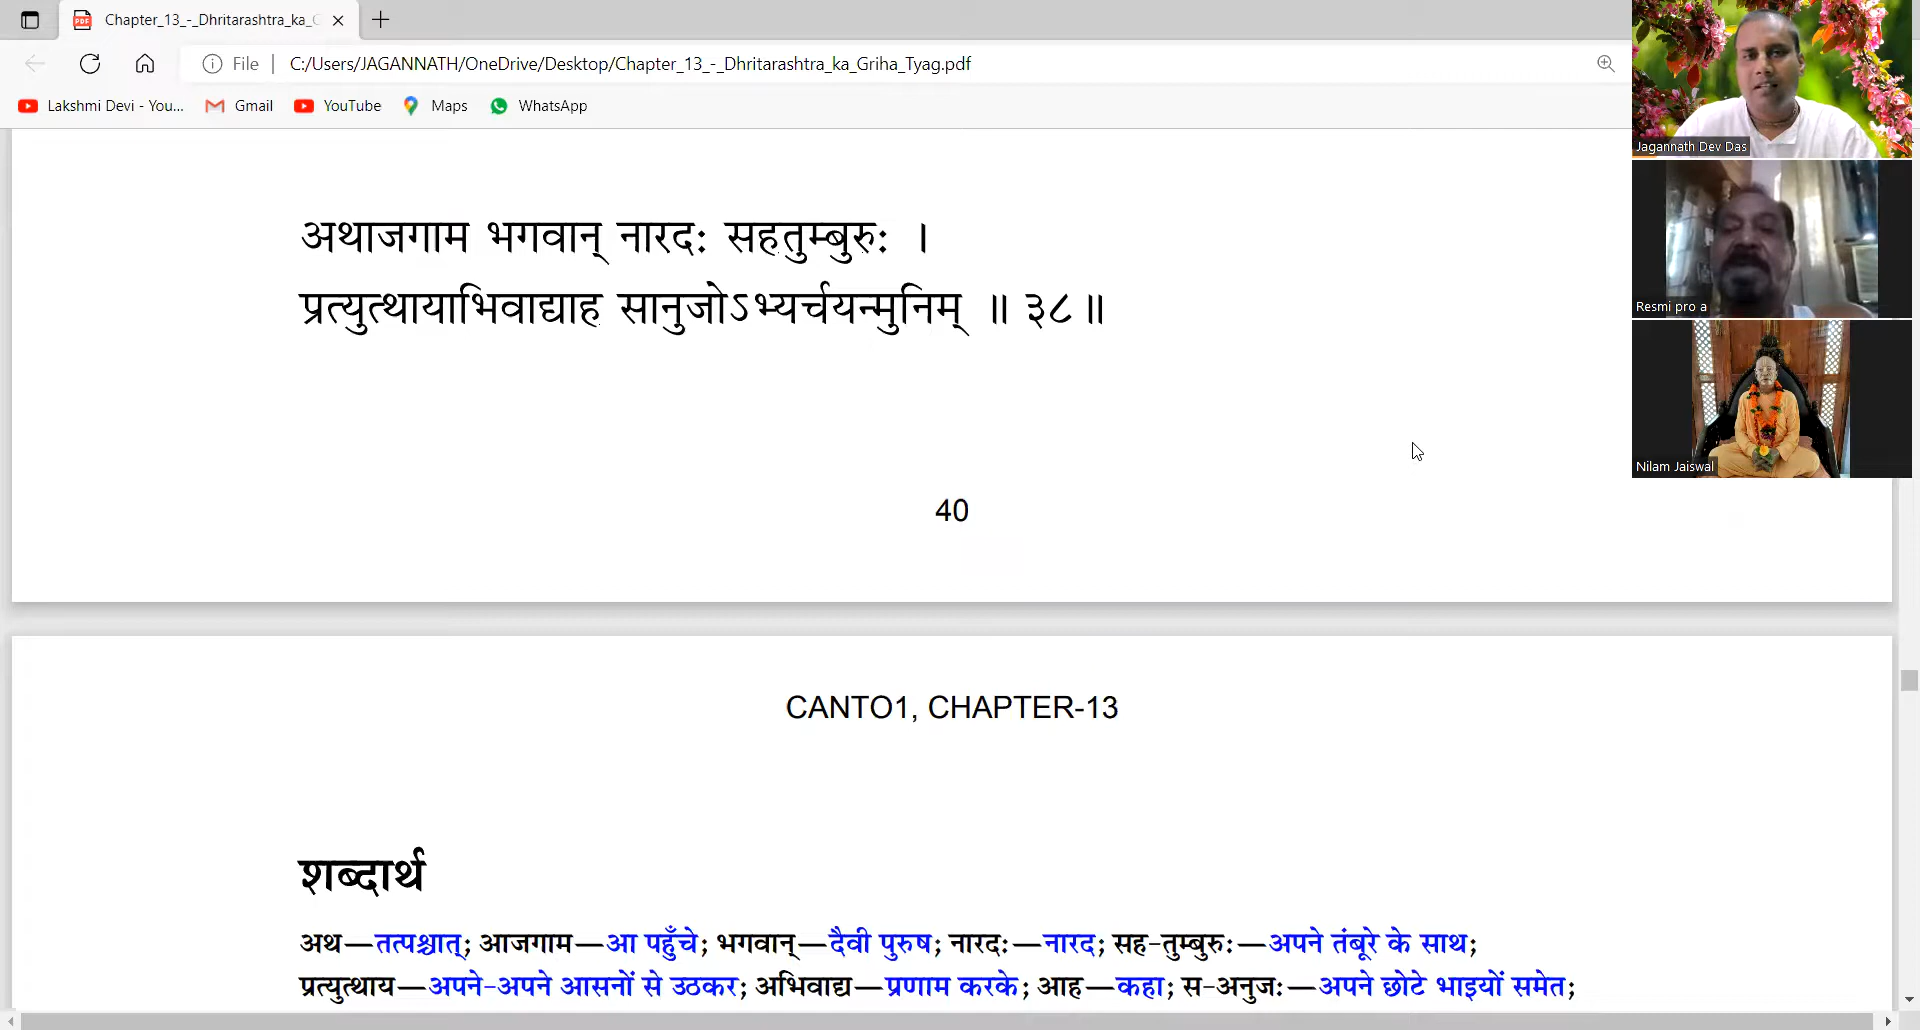 Chapter_13_-_Dhritarashtra_ka_G
File
C:/Users/JAGANNATH/OneDrive/Desktop/Chapter_13_-_Dhritarashtra_ka_Griha_Tyag.pdf
Lakshmi Devi - You... Gmail YouTube Maps WhatsApp
Jagannath Dev Das
अथाजगाम भगवान् नारदः सहतुम्बुरुः ।
Resmi pro a
प्रत्युत्थायाभिवाद्याह सानुजोऽभ्यर्चयन्मुनिम् ॥ ३८॥
Nilam Jaiswal
40
CANTO1, CHAPTER-13
शब्दार्थ
अथ—तत्पश्चात्; आजगाम—आ पहुँचे; भगवान्—दैवी पुरुष; नारदः—नारद; सह-तुम्बुरुः—अपने तंबूरे के साथ;
प्रत्युत्थाय—अपने-अपने आसनों से उठकर; अभिवाद्य—प्रणाम करके; आह—कहा; स-अनुजः—अपने छोटे भाइयों समेत;